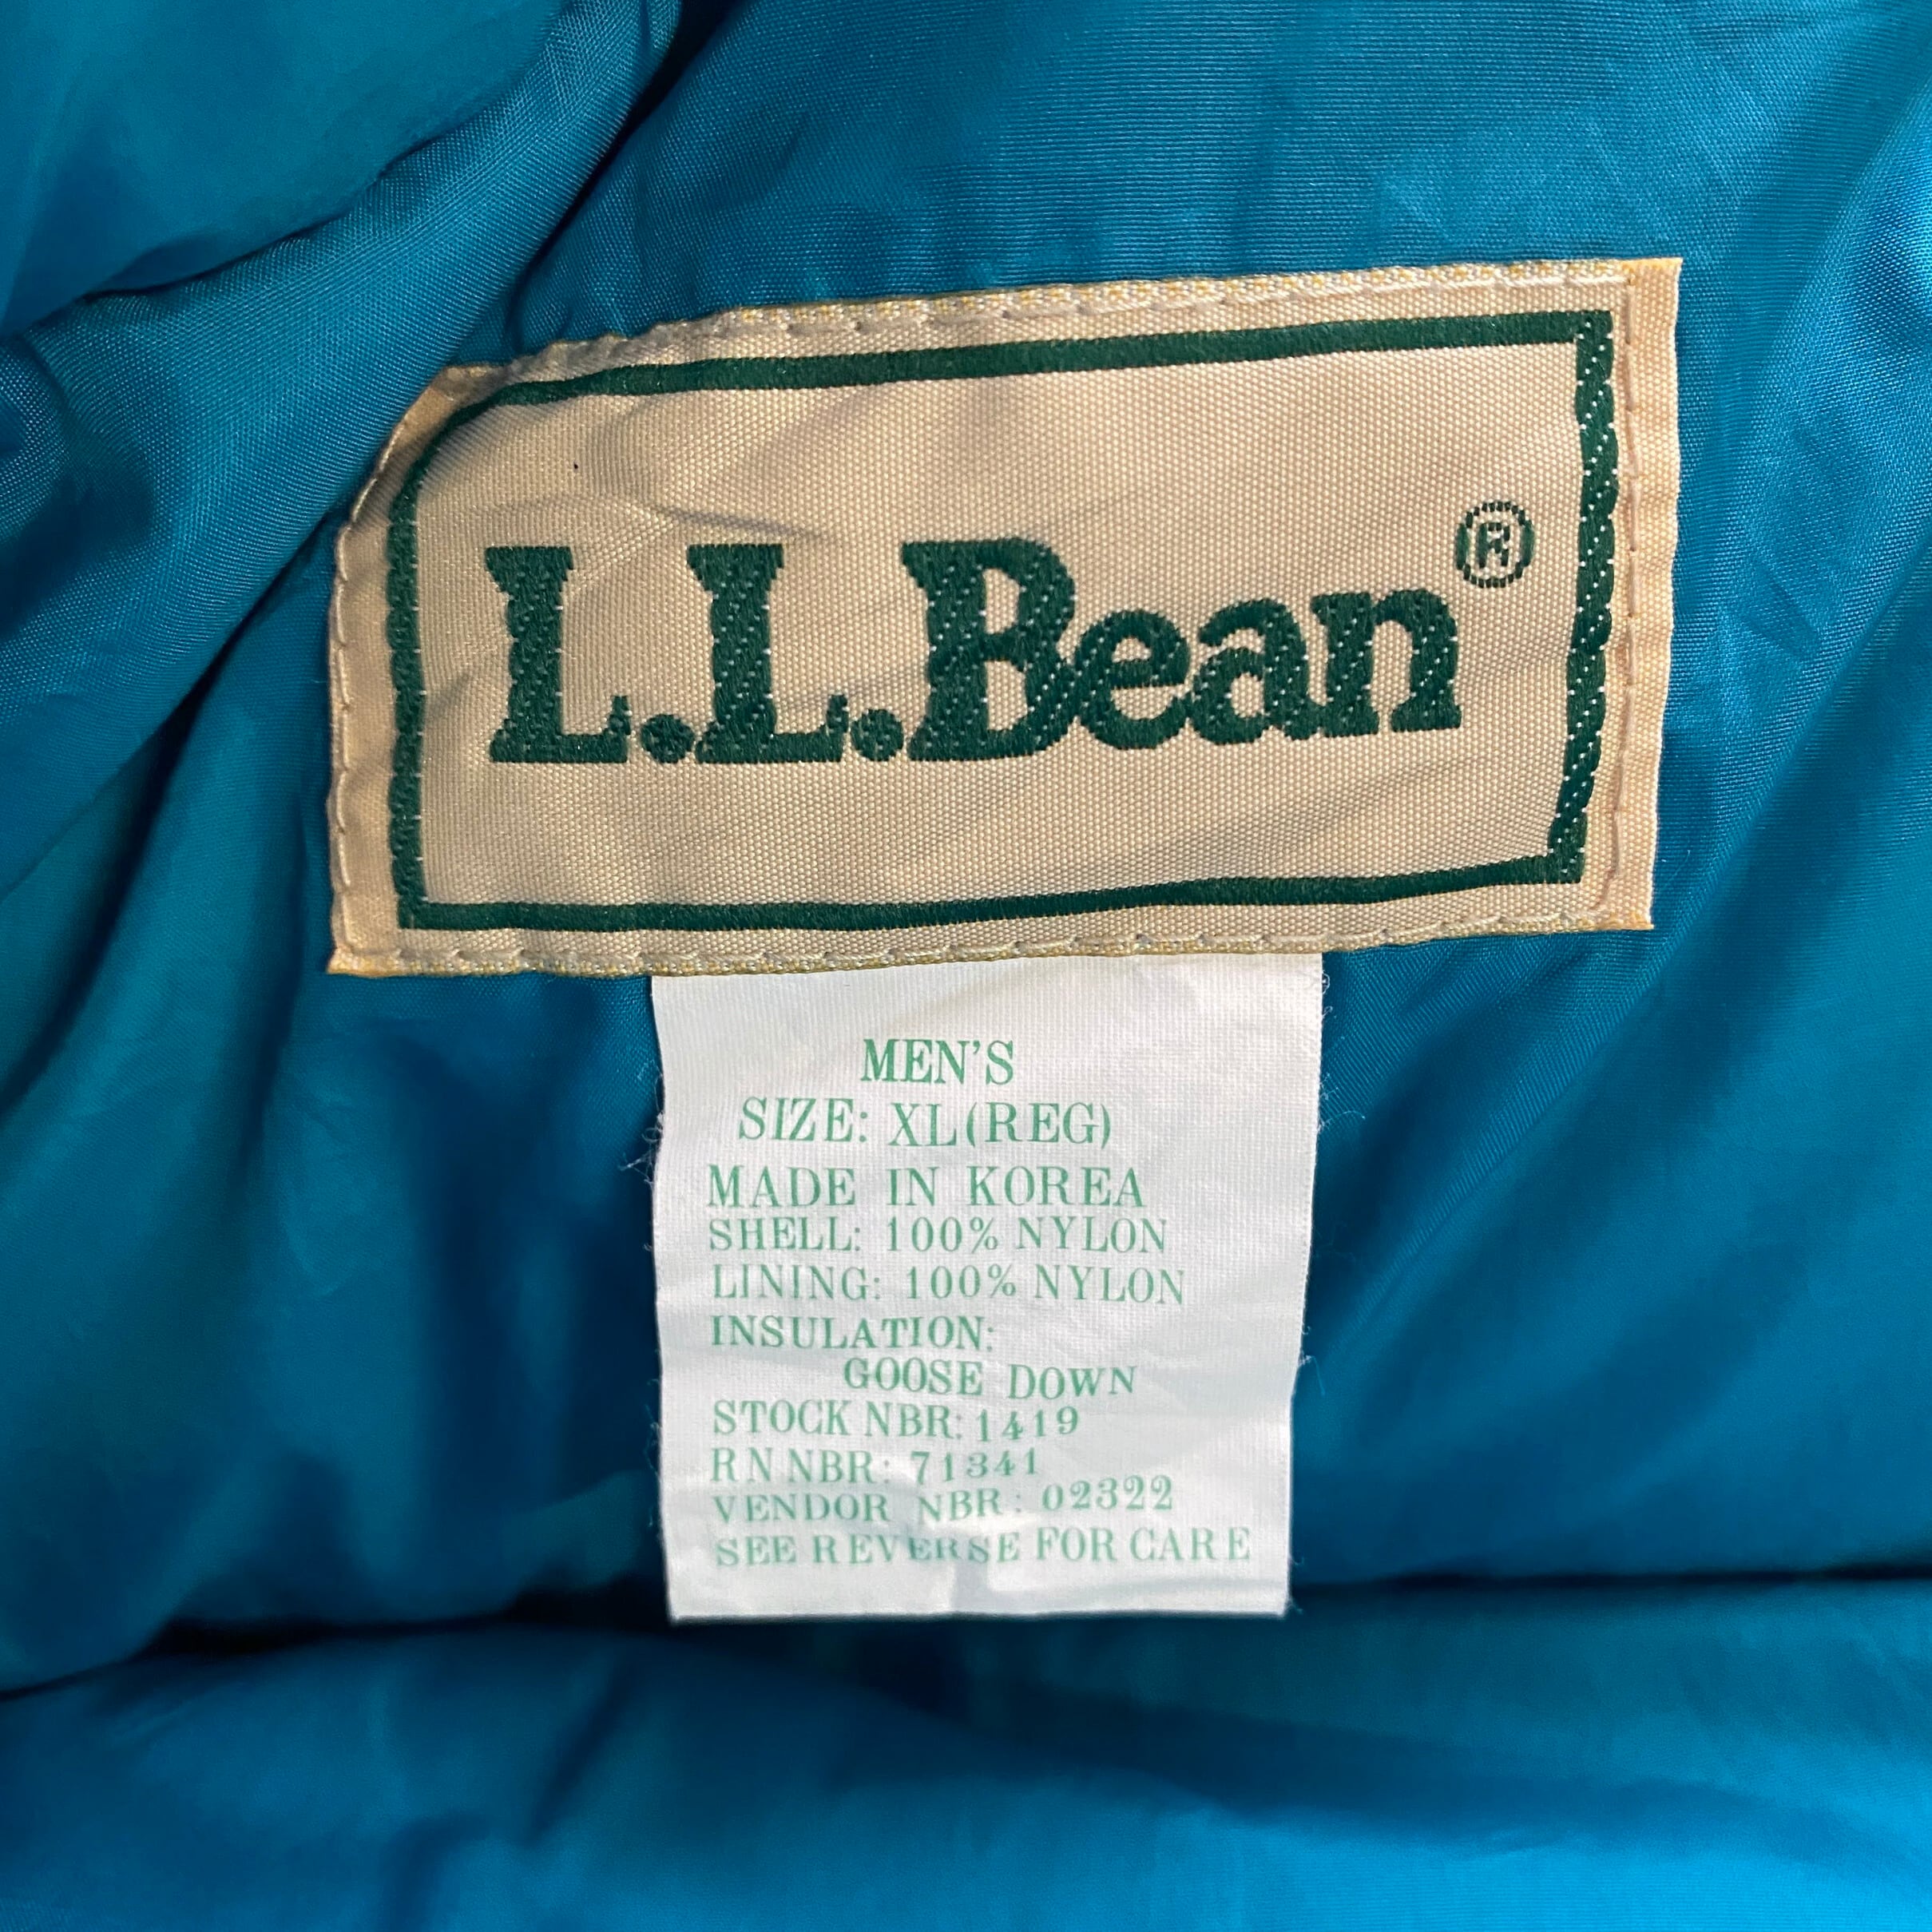 L.L.Bean®
MEN'S
SIZE: XL(REG)
MADE IN KOREA
SHELL: 100% NYLON
LINING: 100% NYLON
INSULATION:
GOOSE DOWN
STOCK NBR: 1419
RN NBR: 71341
VENDOR NBR: 02322
SEE REVERSE FOR CARE